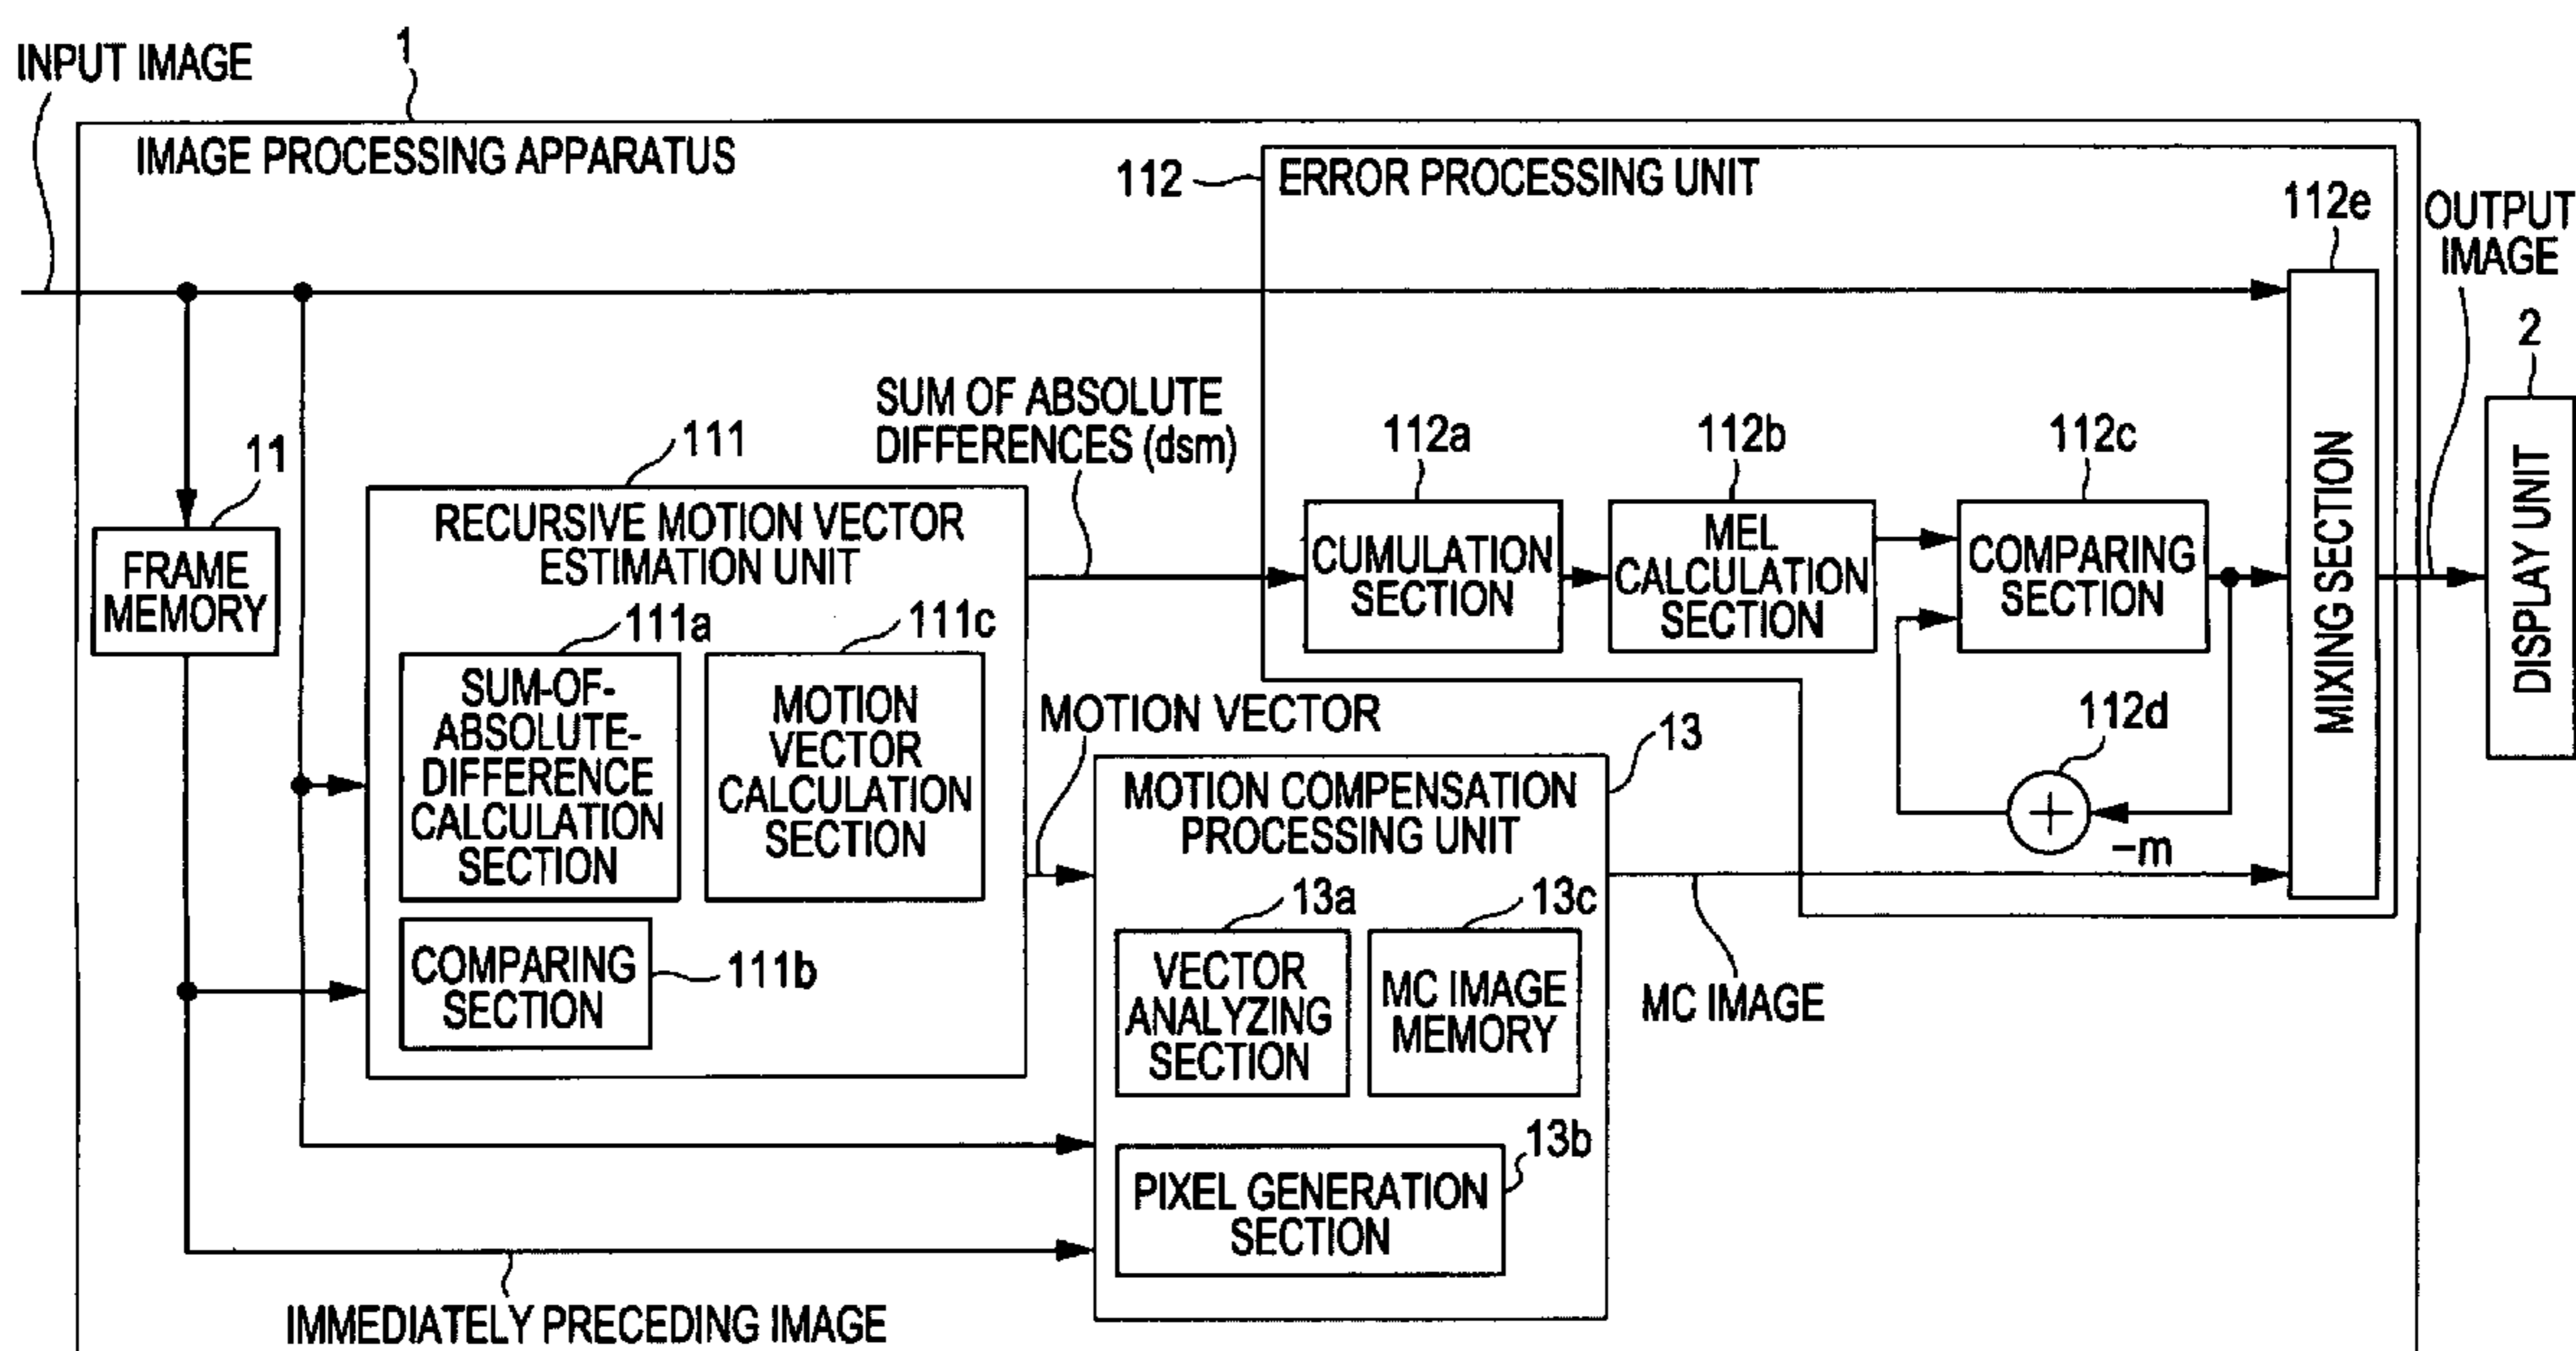 INPUT IMAGE
1
IMAGE PROCESSING APPARATUS
112
ERROR PROCESSING UNIT
112e
OUTPUT
IMAGE
2
DISPLAY UNIT
MIXING SECTION
SUM OF ABSOLUTE
DIFFERENCES (dsm)
112a
112b
112c
11
111
FRAME
MEMORY
RECURSIVE MOTION VECTOR
ESTIMATION UNIT
CUMULATION
SECTION
MEL
CALCULATION
SECTION
COMPARING
SECTION
111a
111c
SUM-OF-
ABSOLUTE-
DIFFERENCE
CALCULATION
SECTION
MOTION
VECTOR
CALCULATION
SECTION
MOTION VECTOR
13
112d
+
−m
MOTION COMPENSATION
PROCESSING UNIT
COMPARING
SECTION
111b
13a
13c
VECTOR
ANALYZING
SECTION
MC IMAGE
MEMORY
MC IMAGE
13b
PIXEL GENERATION
SECTION
IMMEDIATELY PRECEDING IMAGE